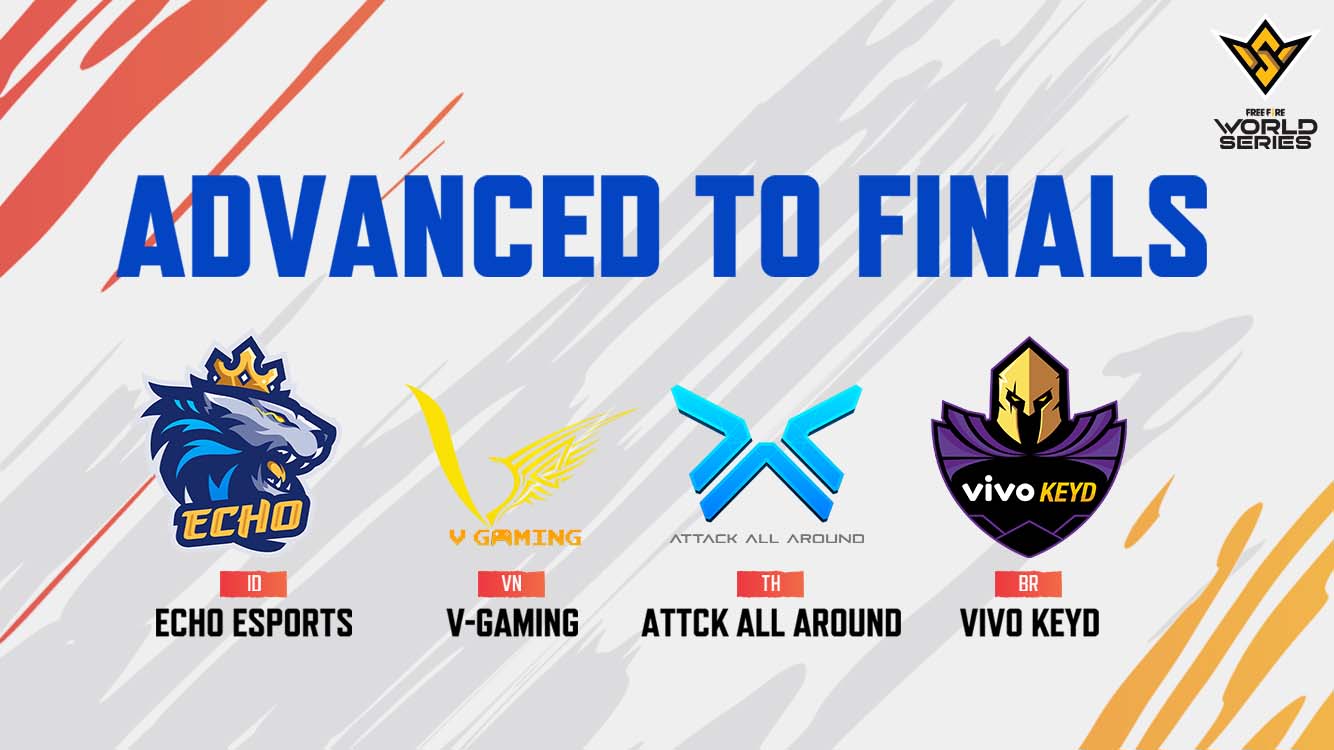 FREE FIRE
WORLD
SERIES
ADVANCED TO FINALS
ECHO
V GAMING
ATTACK ALL AROUND
vivo KEYD
ID
VN
TH
BR
ECHO ESPORTS
V-GAMING
ATTCK ALL AROUND
VIVO KEYD